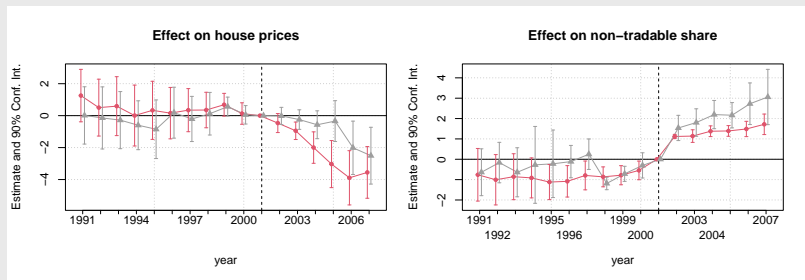 Effect on house prices
Estimate and 90% Conf. Int.
2
0
−2
−4
1991 1994 1997 2000 2003 2006
year
Effect on non−tradable share
Estimate and 90% Conf. Int.
4
3
2
1
0
−2
1991 1995 1999 2003 2007
1992 1996 2000 2004
year